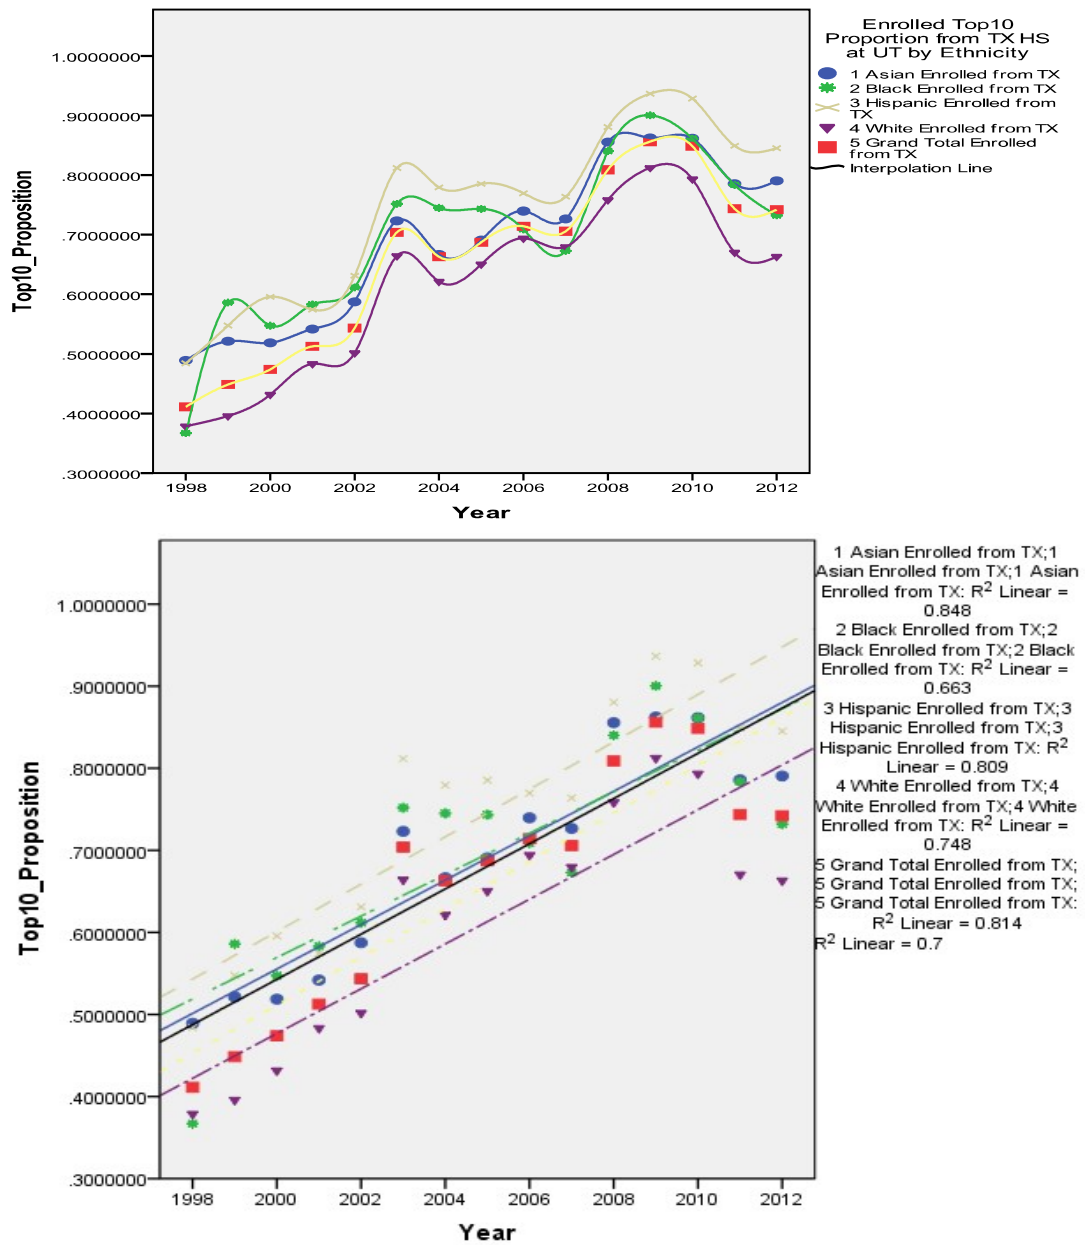 Enrolled Top10
Proportion from TX HS
at UT by Ethnicity
1 Asian Enrolled from TX
2 Black Enrolled from TX
3 Hispanic Enrolled from
TX
4 White Enrolled from TX
5 Grand Total Enrolled
from TX
Interpolation Line
Top10_Proposition
1.0000000
.9000000
.8000000
.7000000
.6000000
.5000000
.4000000
.3000000
1998
2000
2002
2004
2006
2008
2010
2012
Year
1 Asian Enrolled from TX;1
Asian Enrolled from TX;1 Asian
Enrolled from TX: R2 Linear =
0.848
2 Black Enrolled from TX;2
Black Enrolled from TX;2 Black
Enrolled from TX: R2 Linear =
0.663
3 Hispanic Enrolled from TX;3
Hispanic Enrolled from TX;3
Hispanic Enrolled from TX: R2
Linear = 0.809
4 White Enrolled from TX;4
White Enrolled from TX;4 White
Enrolled from TX: R2 Linear =
0.748
5 Grand Total Enrolled from TX;
5 Grand Total Enrolled from TX;
5 Grand Total Enrolled from TX:
R2 Linear = 0.814
R2 Linear = 0.7
Top10_Proposition
1.0000000
.9000000
.8000000
.7000000
.6000000
.5000000
.4000000
.3000000
1998
2000
2002
2004
2006
2008
2010
2012
Year